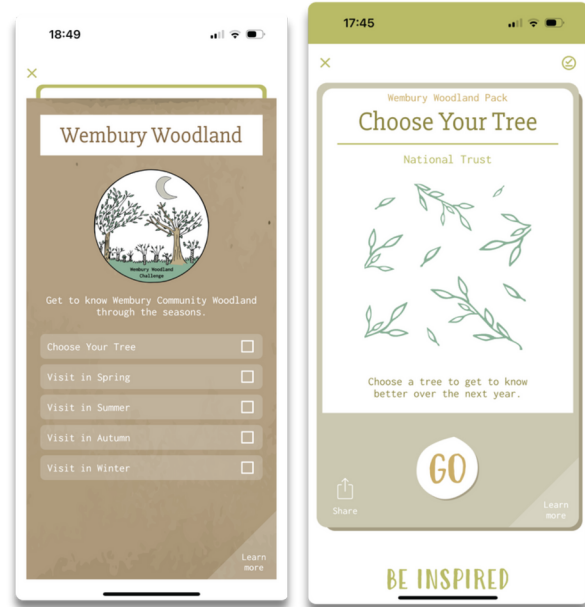 18:49
Wembury Woodland
Wembury Woodland
Challenge
Get to know Wembury Community Woodland
through the seasons.
Choose Your Tree
Visit in Spring
Visit in Summer
Visit in Autumn
Visit in Winter
Learn
more
17:45
Wembury Woodland Pack
Choose Your Tree
National Trust
Choose a tree to get to know
better over the next year.
GO
Share
Learn
more
BE INSPIRED